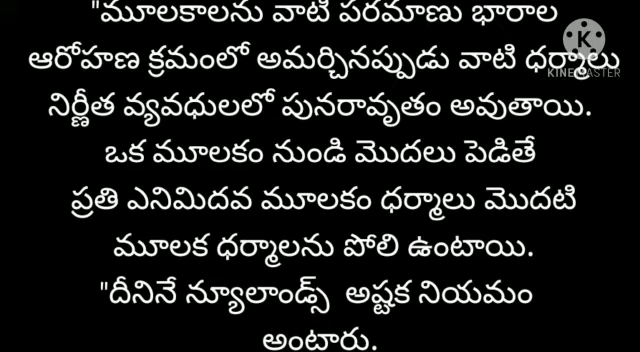 "మూలకాలను వాటి పరమాణు భారాల
ఆరోహణ క్రమంలో అమర్చినప్పుడు వాటి ధర్మాలు
నిర్ణీత వ్యవధులలో పునరావృతం అవుతాయి.
ఒక మూలకం నుండి మొదలు పెడితే
ప్రతి ఎనిమిదవ మూలకం ధర్మాలు మొదటి
మూలక ధర్మాలను పోలి ఉంటాయి.
"దీనినే న్యూలాండ్స్ అష్టక నియమం
అంటారు.
K
KINEMASTER